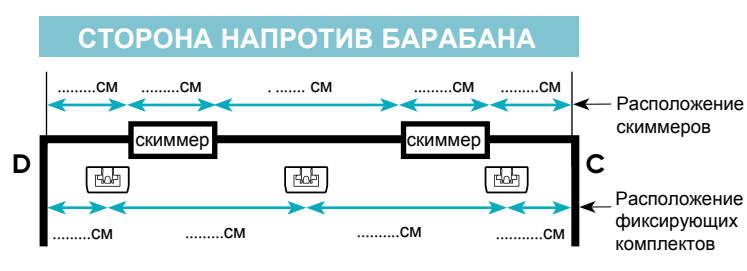 СТОРОНА НАПРОТИВ БАРАБАНА
.........см .........см . ....... см .........см .........см
Расположение
скиммеров
скиммер скиммер
D C
Расположение
фиксирующих
комплектов
.........см .........см .........см .........см